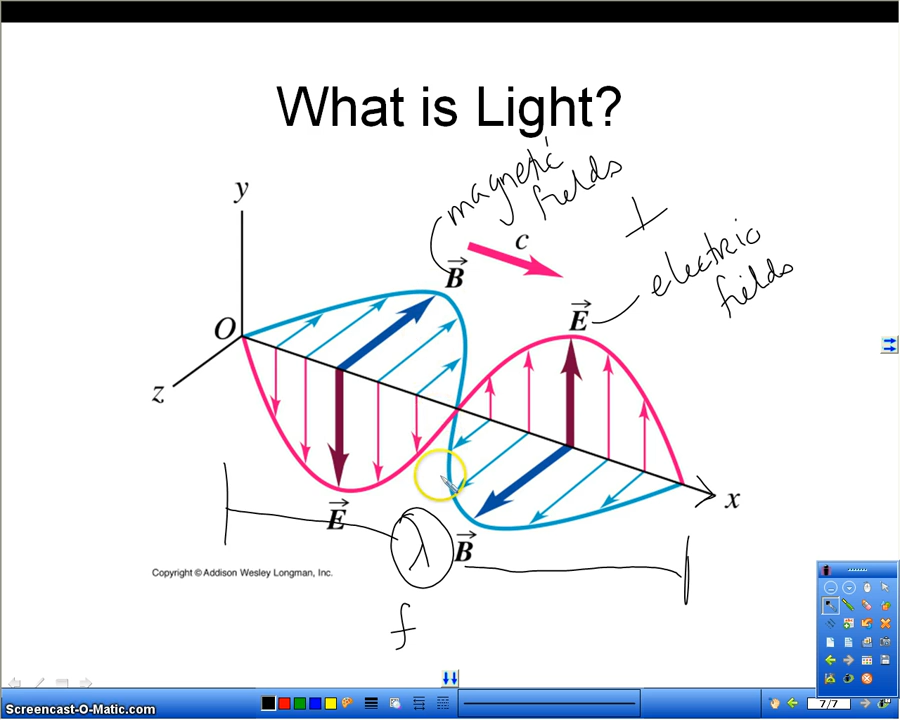 What is Light?
magnetic
fields
⊥
electric
fields
y
c
B
E
O
z
x
E
λ
B
Copyright © Addison Wesley Longman, Inc.
f
7/7
Screencast-O-Matic.com